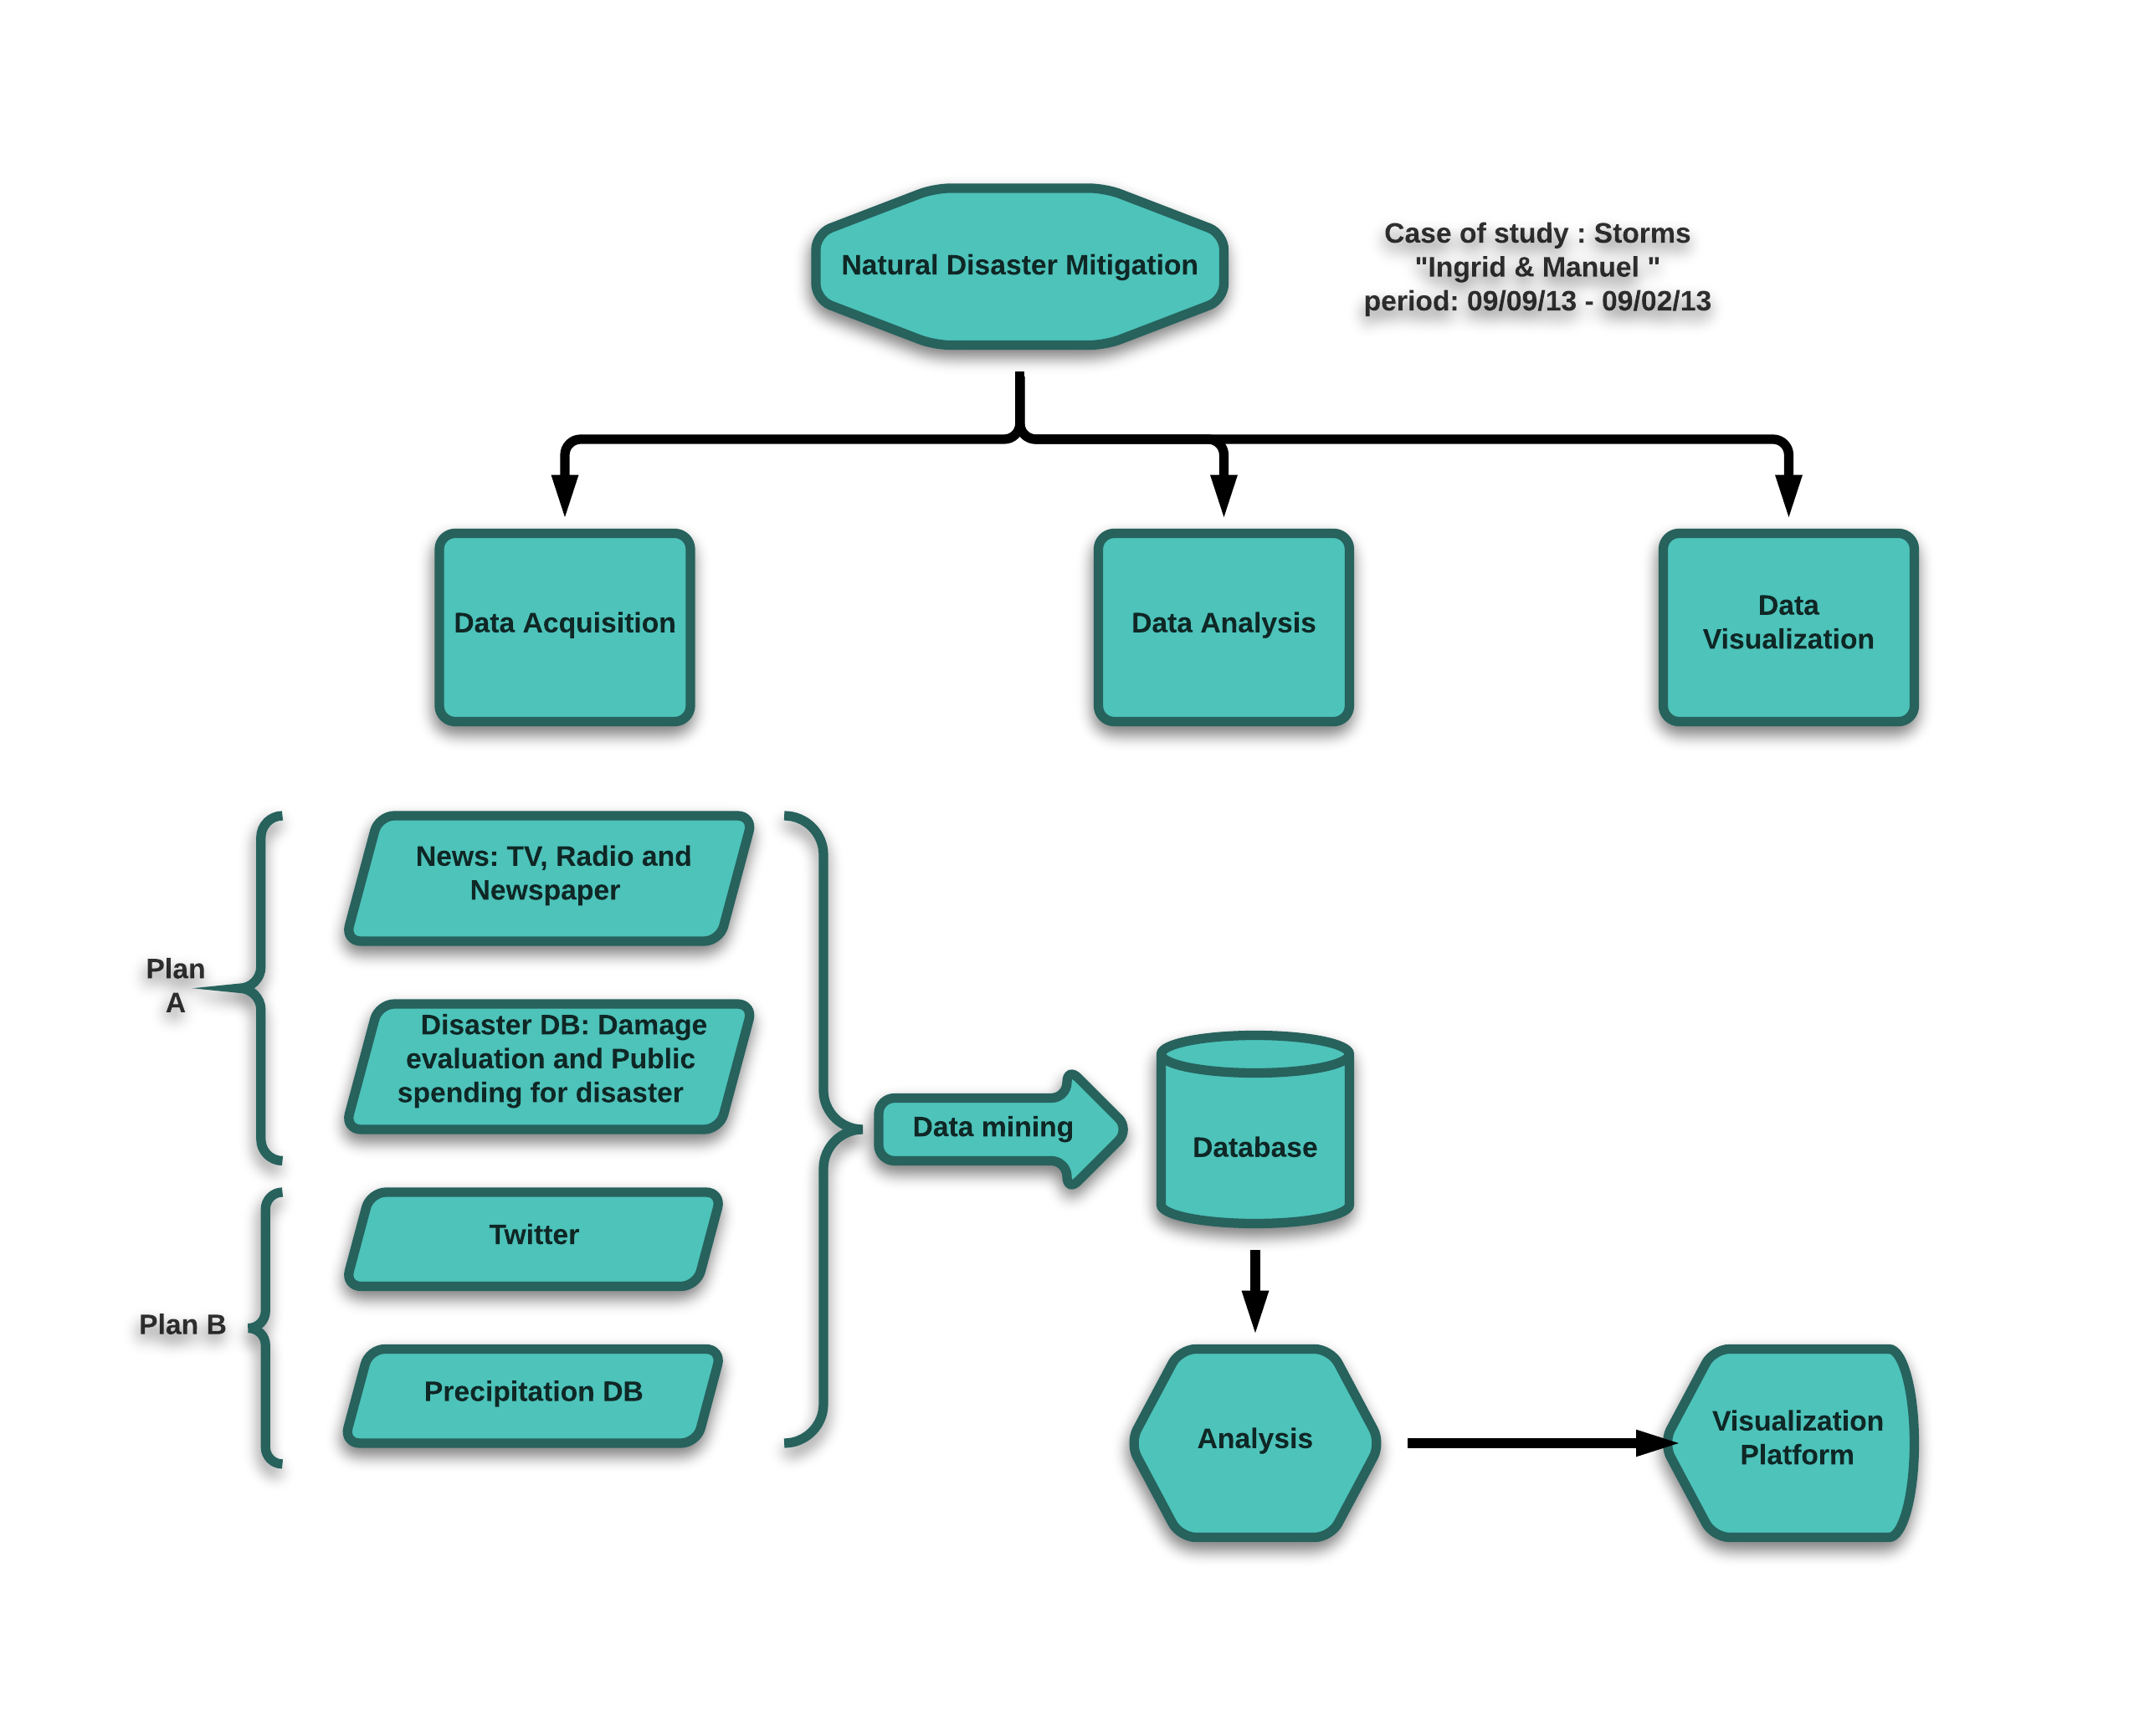 Natural Disaster Mitigation
Case of study : Storms
"Ingrid & Manuel "
period: 09/09/13 - 09/02/13
Data Acquisition
Data Analysis
Data
Visualization
Plan
A
News: TV, Radio and
Newspaper
Disaster DB: Damage
evaluation and Public
spending for disaster
Plan B
Twitter
Precipitation DB
Data mining
Database
Analysis
Visualization
Platform